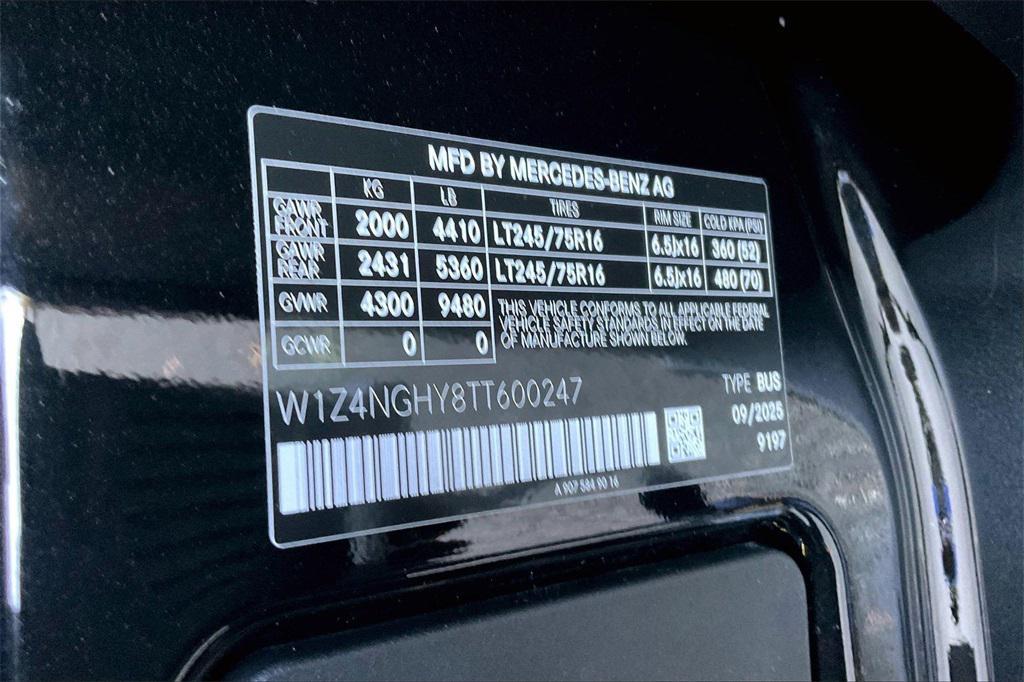 MFD BY MERCEDES-BENZ AG
KG LB TIRES RIM SIZE COLD KPA (PSI)
GAWR FRONT 2000 4410 LT245/75R16 6.5Jx16 360 (52)
GAWR REAR 2431 5360 LT245/75R16 6.5Jx16 480 (70)
GVWR 4300 9480
GCWR 0 0
THIS VEHICLE CONFORMS TO ALL APPLICABLE FEDERAL
VEHICLE SAFETY STANDARDS IN EFFECT ON THE DATE
OF MANUFACTURE SHOWN BELOW.
W1Z4NGHY8TT600247
TYPE BUS
09/2025
9197
A 907 584 90 16